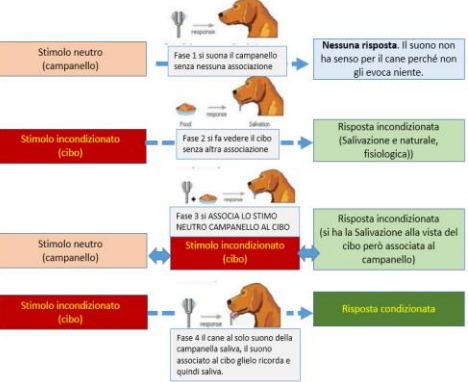 response
Stimolo neutro
(campanello)
Fase 1 si suona il campanello
senza nessuna associazione
Nessuna risposta. Il suono non
ha senso per il cane perché non
gli evoca niente.
Food
Salvation
response
Stimolo incondizionato
(cibo)
Fase 2 si fa vedere il cibo
senza altra associazione
Risposta incondizionata
(Salivazione e naturale,
fisiologica))
response
Fase 3 si ASSOCIA LO STIMO
NEUTRO CAMPANELLO AL CIBO
Stimolo neutro
(campanello)
Stimolo incondizionato
(cibo)
Risposta incondizionata
(si ha la Salivazione alla vista del
cibo però associata al
campanello)
Stimolo incondizionato
(cibo)
response
Risposta condizionata
Fase 4 il cane al solo suono della
campanella saliva, il suono
associato al cibo glielo ricorda e
quindi saliva.